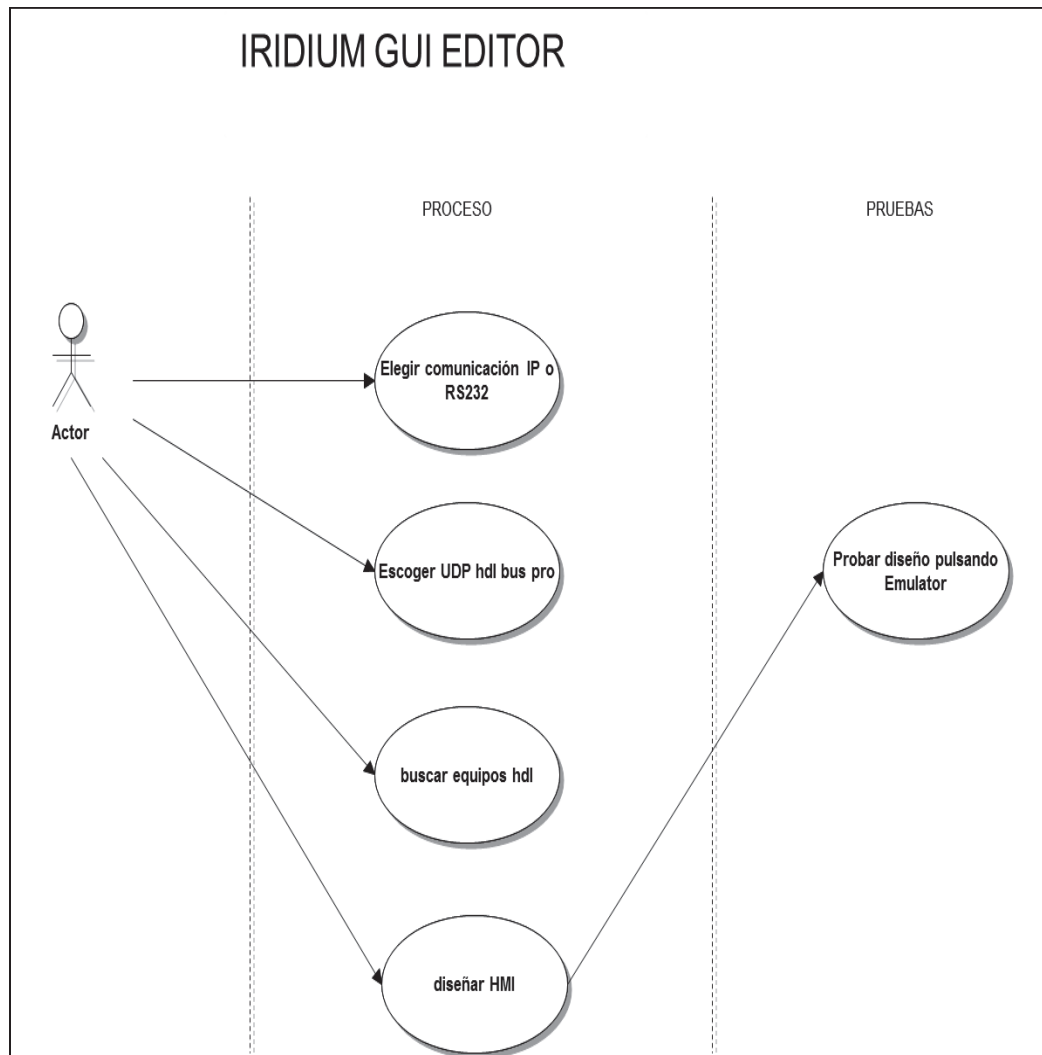 IRIDIUM GUI EDITOR
PROCESO
PRUEBAS
Elegir comunicación IP o
RS232
Actor
Escoger UDP hdl bus pro
Probar diseño pulsando
Emulator
buscar equipos hdl
diseñar HMI